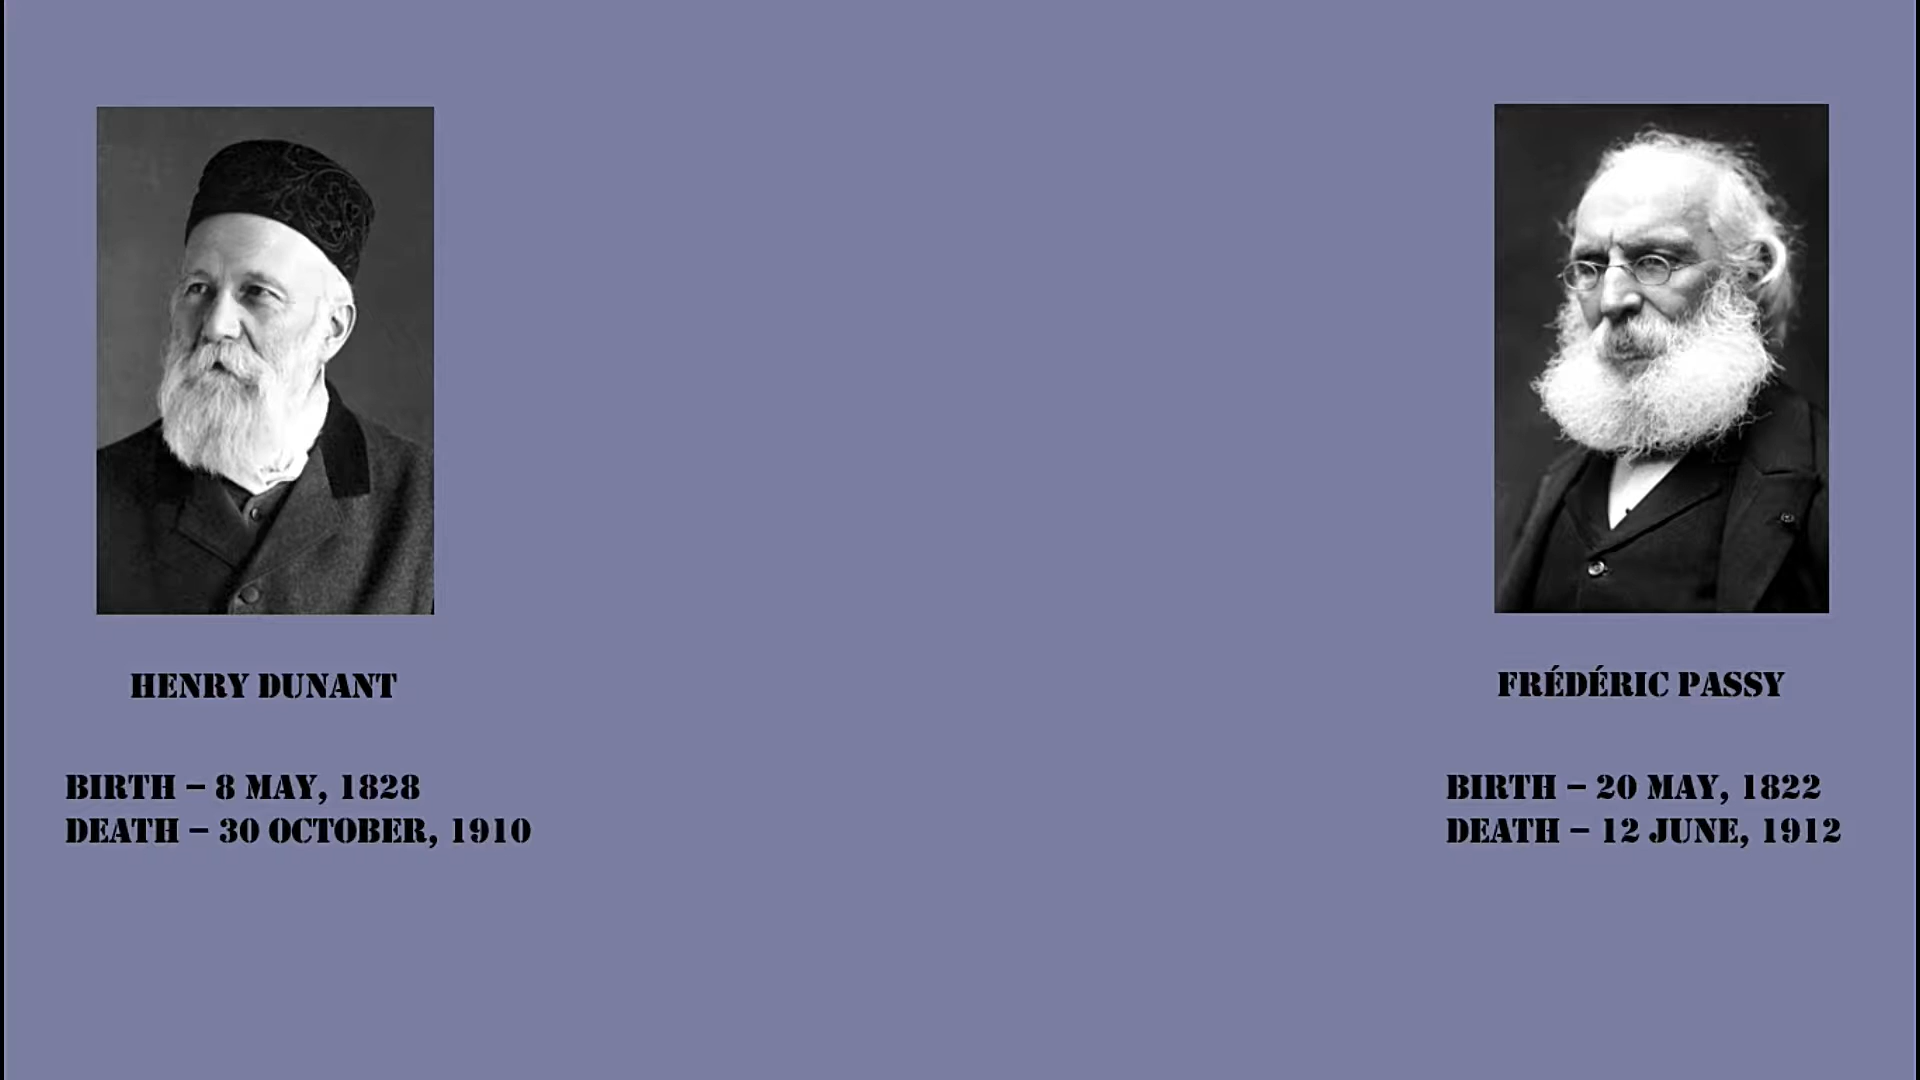 HENRY DUNANT
BIRTH – 8 MAY, 1828
DEATH – 30 OCTOBER, 1910
FRÉDÉRIC PASSY
BIRTH – 20 MAY, 1822
DEATH – 12 JUNE, 1912